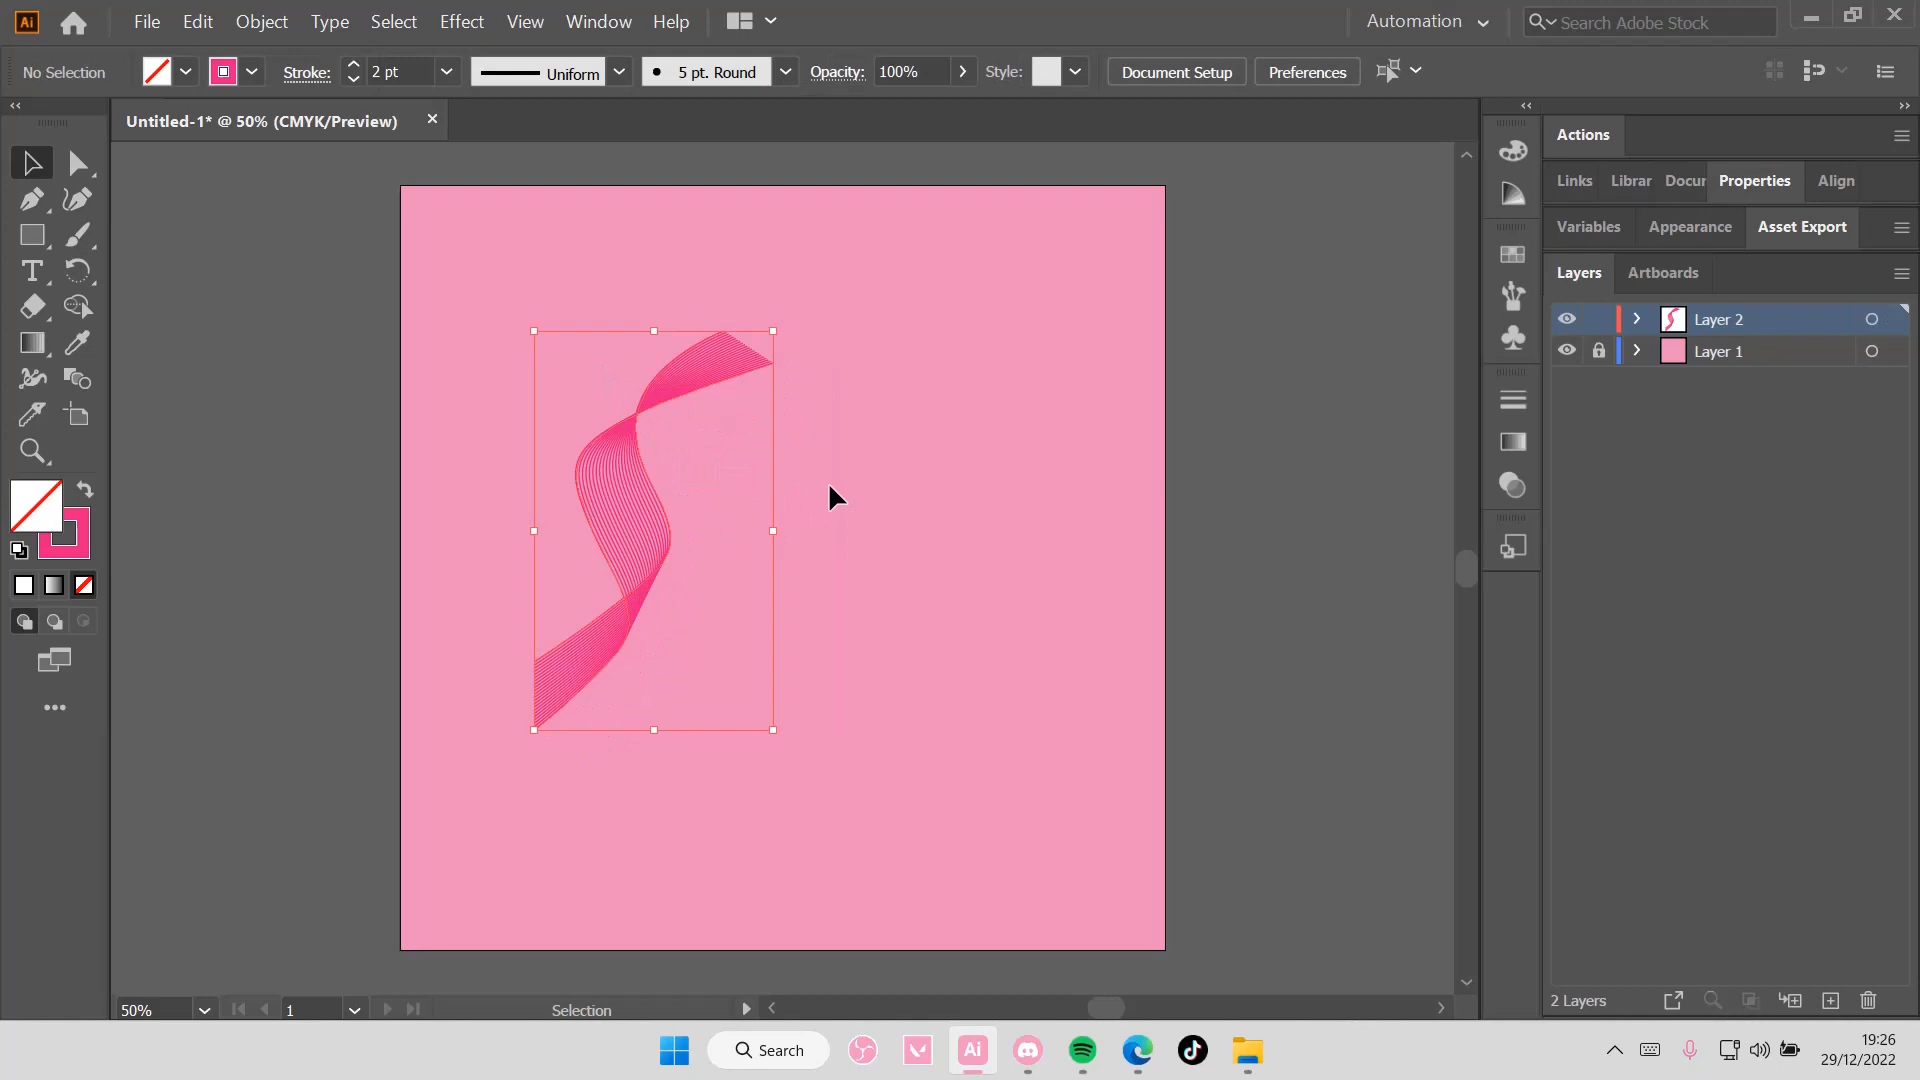 Ai File Edit Object Type Select Effect View Window Help Automation Search Adobe Stock
No Selection Stroke: 2 pt Uniform 5 pt. Round Opacity: 100% Style: Document Setup Preferences
Untitled-1* @ 50% (CMYK/Preview)
Actions
Links Librar Docur Properties Align
Variables Appearance Asset Export
Layers Artboards
Layer 2
Layer 1
50% 1 Selection
2 Layers
Search Ai
19:26
29/12/2022